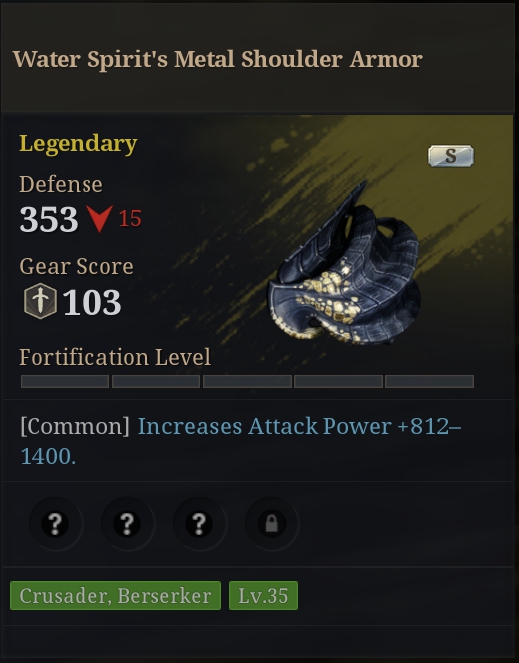 Water Spirit's Metal Shoulder Armor
Legendary
S
Defense
353 15
Gear Score
103
Fortification Level
[Common] Increases Attack Power +812–
1400.
? ? ?
Crusader, Berserker Lv.35